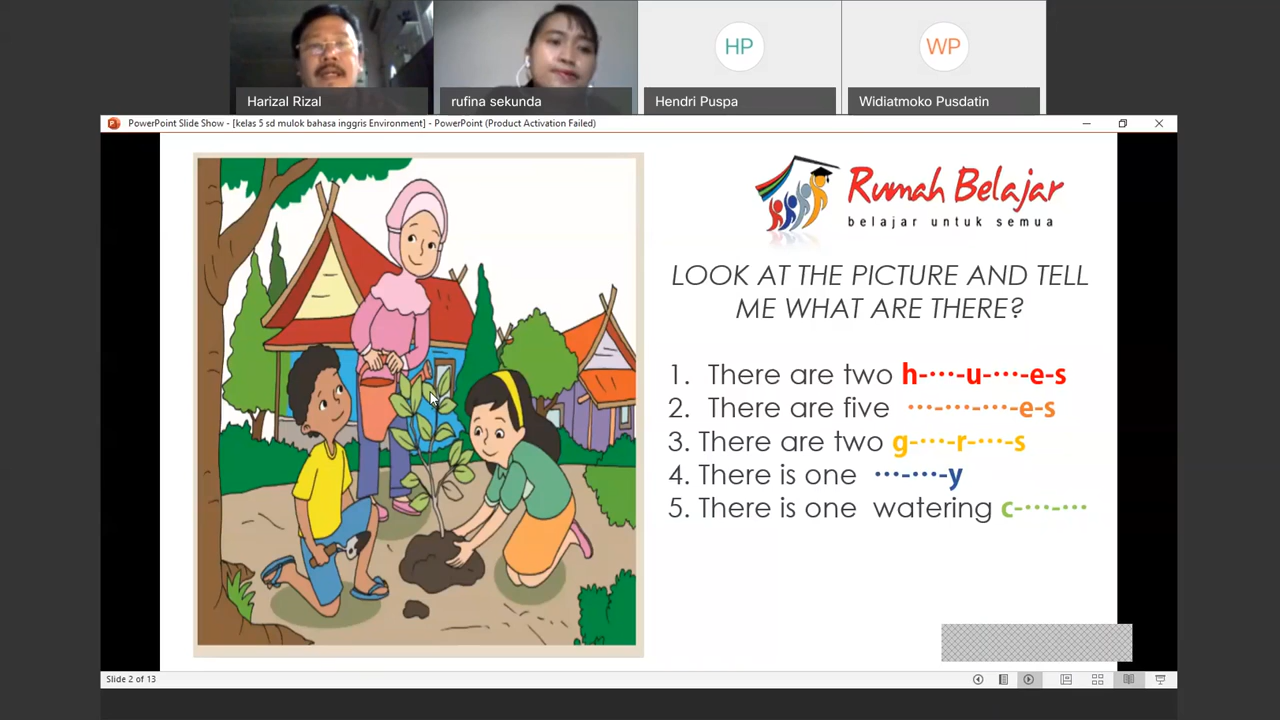 HP
WP
Harizal Rizal
rufina sekunda
Hendri Puspa
Widiatmoko Pusdatin
PowerPoint Slide Show - [kelas 5 sd mulok bahasa inggris Environment] - PowerPoint (Product Activation Failed)
Rumah Belajar
belajar untuk semua
LOOK AT THE PICTURE AND TELL
ME WHAT ARE THERE?
1. There are two h-···-u-····-e-s
2. There are five ···-···-···-e-s
3. There are two g-····-r-····-s
4. There is one ···-···-y
5. There is one watering c-····-···
Slide 2 of 13